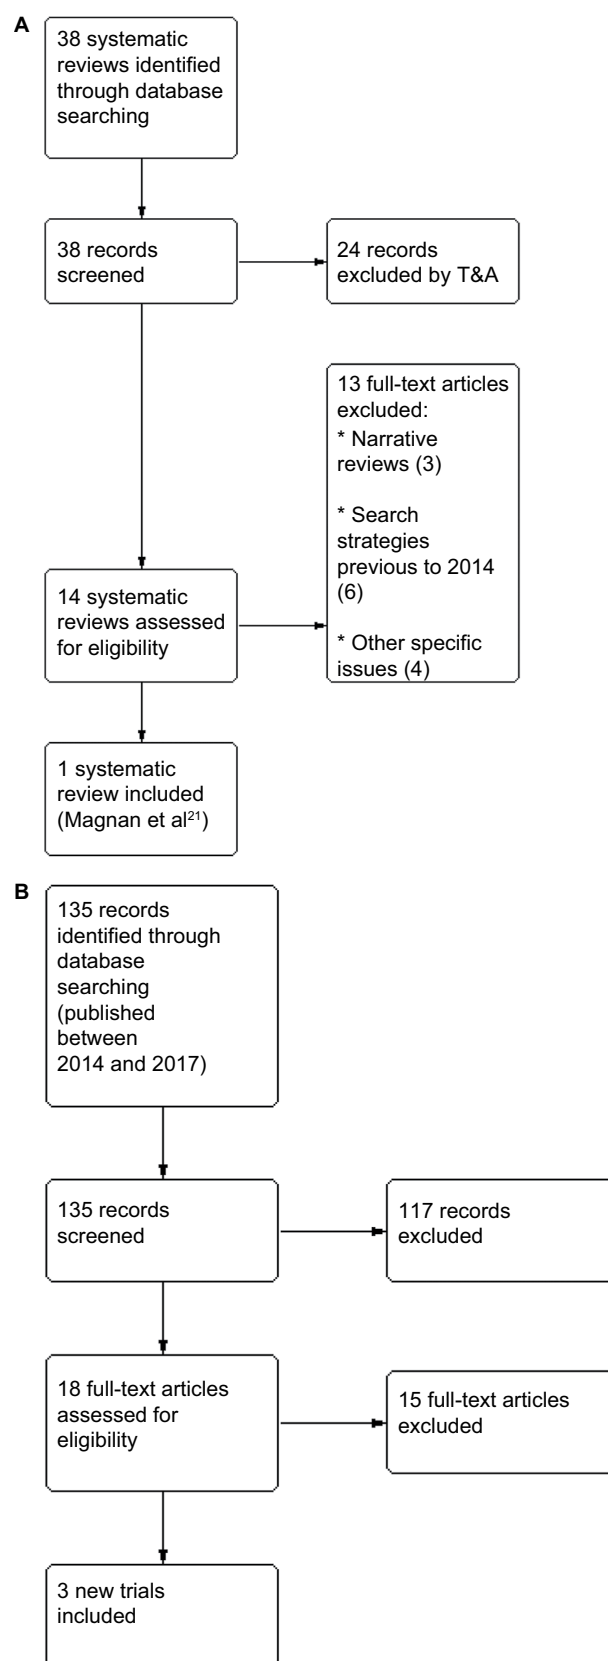 A
38 systematic
reviews identified
through database
searching
38 records
screened
24 records
excluded by T&A
13 full-text articles
excluded:
* Narrative
reviews (3)
* Search
strategies
previous to 2014
(6)
* Other specific
issues (4)
14 systematic
reviews assessed
for eligibility
1 systematic
review included
(Magnan et al²¹)
B
135 records
identified through
database
searching
(published
between
2014 and 2017)
135 records
screened
117 records
excluded
18 full-text articles
assessed for
eligibility
15 full-text articles
excluded
3 new trials
included